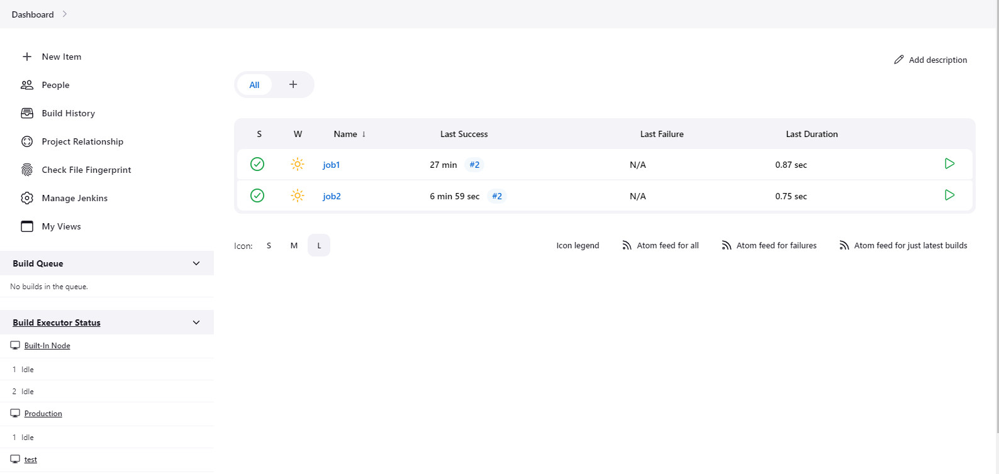 Dashboard
New Item
People
Build History
Project Relationship
Check File Fingerprint
Manage Jenkins
My Views
Build Queue
No builds in the queue.
Build Executor Status
Built-In Node
1 Idle
2 Idle
Production
1 Idle
test
Add description
All +
S W Name ↓ Last Success Last Failure Last Duration
job1 27 min #2 N/A 0.87 sec
job2 6 min 59 sec #2 N/A 0.75 sec
Icon: S M L Icon legend Atom feed for all Atom feed for failures Atom feed for just latest builds